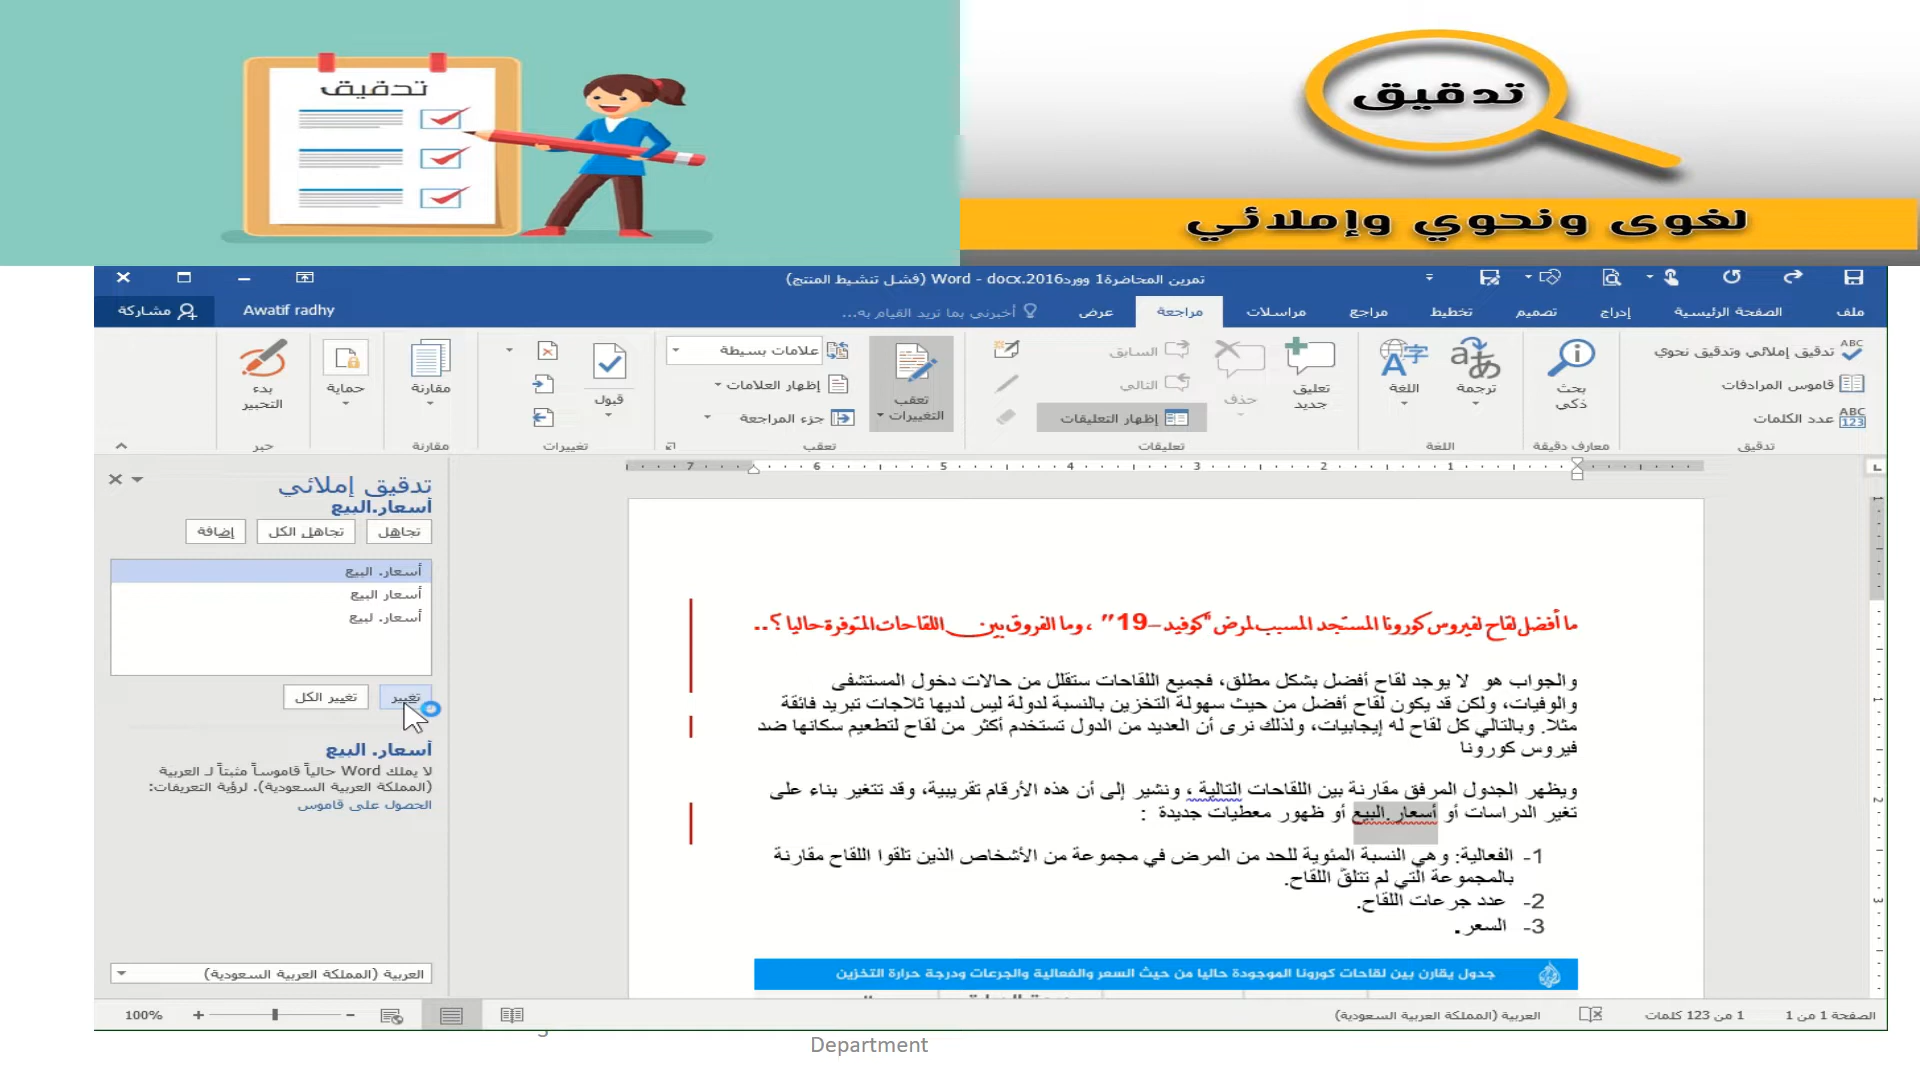 تدقيق
تدقيق
لغوى ونحوي وإملائي
تمرين المحاضرة1 وورد2016.docx - Word (فشل تنشيط المنتج)
ملف
الصفحة الرئيسية
إدراج
تصميم
تخطيط
مراجع
مراسلات
مراجعة
عرض
أخبرني بما تريد القيام به...
Awatif radhy
مشاركة
تدقيق إملائي وتدقيق نحوي
قاموس المرادفات
عدد الكلمات
تدقيق
بحث ذكي
معارف دقيقة
ترجمة
اللغة
اللغة
تعليق جديد
حذف
السابق
التالي
إظهار التعليقات
تعليقات
تعقب التغييرات
علامات بسيطة
إظهار العلامات
جزء المراجعة
تعقب
قبول
تغييرات
مقارنة
مقارنة
حماية
بدء التحبير
حبر
تدقيق إملائي
أسعار.البيع
تجاهل
تجاهل الكل
إضافة
أسعار. البيع
أسعار البيع
أسعار. لبيع
تغيير
تغيير الكل
أسعار. البيع
لا يملك Word حالياً قاموساً مثبتاً لـ العربية
(المملكة العربية السعودية). لرؤية التعريفات:
الحصول على قاموس
العربية (المملكة العربية السعودية)
7 6 5 4 3 2 1
ما أفضل لقاح لفيروس كورونا المستجد المسبب لمرض "كوفيد –19" ، وما الفروق بين اللقاحات المتوفرة حاليا ؟..
والجواب هو لا يوجد لقاح أفضل بشكل مطلق، فجميع اللقاحات ستقلل من حالات دخول المستشفى
والوفيات، ولكن قد يكون لقاح أفضل من حيث سهولة التخزين بالنسبة لدولة ليس لديها ثلاجات تبريد فائقة
مثلا. وبالتالي كل لقاح له إيجابيات، ولذلك نرى أن العديد من الدول تستخدم أكثر من لقاح لتطعيم سكانها ضد
فيروس كورونا
ويظهر الجدول المرفق مقارنة بين اللقاحات التالية ، ونشير إلى أن هذه الأرقام تقريبية، وقد تتغير بناء على
تغير الدراسات أو أسعار.البيع أو ظهور معطيات جديدة :
1- الفعالية: وهي النسبة المئوية للحد من المرض في مجموعة من الأشخاص الذين تلقوا اللقاح مقارنة
بالمجموعة التي لم تتلقّ اللقاح.
2- عدد جرعات اللقاح.
3- السعر.
جدول يقارن بين لقاحات كورونا الموجودة حاليا من حيث السعر والفعالية والجرعات ودرجة حرارة التخزين
الصفحة 1 من 1
1 من 123 كلمات
العربية (المملكة العربية السعودية)
100%
Department